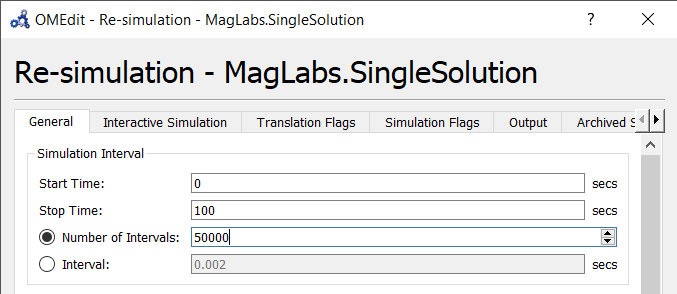 OMEdit - Re-simulation - MagLabs.SingleSolution ? ×
Re-simulation - MagLabs.SingleSolution
General Interactive Simulation Translation Flags Simulation Flags Output Archived
Simulation Interval
Start Time: 0 secs
Stop Time: 100 secs
Number of Intervals: 50000
Interval: 0.002 secs